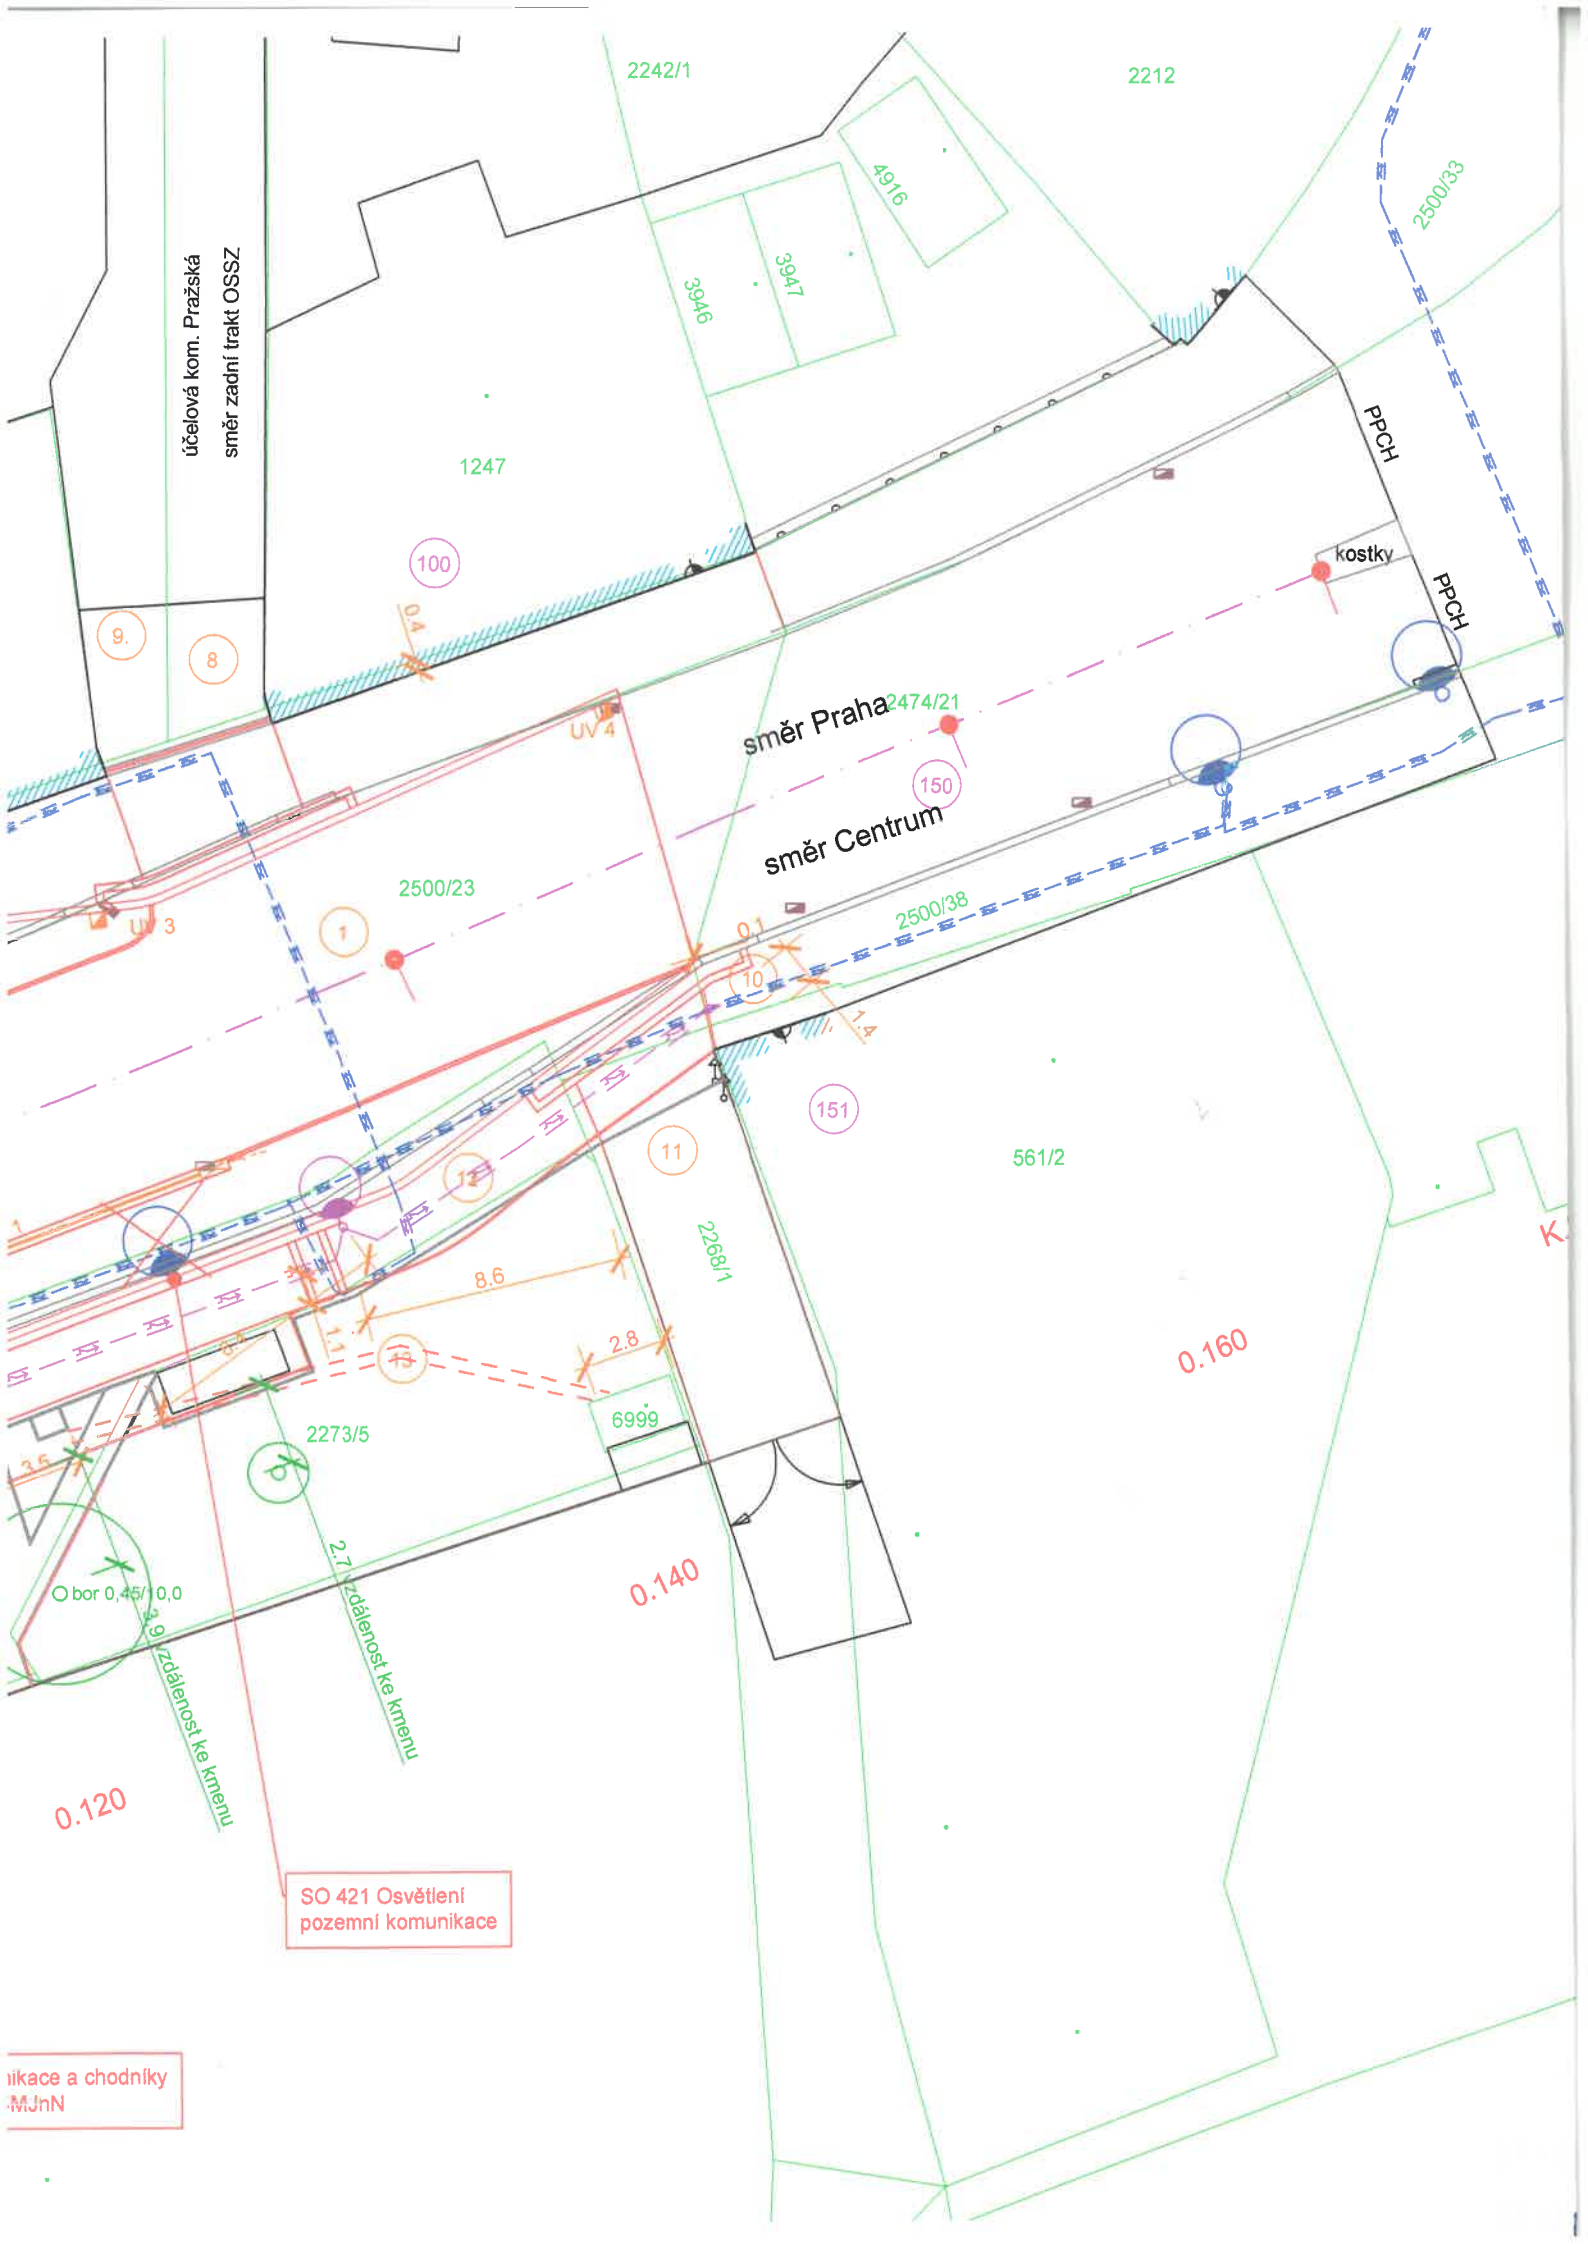 2242/1
2212
4916
2500/33
3946
3947
účelová kom. Pražská
směr zadní trakt OSSZ
1247
PPCH
100
kostky
PPCH
0.4
9.
8
směr Praha
2474/21
UV 4
150
směr Centrum
2500/23
2500/38
UV 3
1
0.1
10
1.4
151
11
561/2
12
2268/1
1
K.
8.6
1.1
2.8
0.160
13
6999
2273/5
3.5
0.140
O bor 0,45/10,0
2.7 vzdálenost ke kmenu
3.9 vzdálenost ke kmenu
0.120
SO 421 Osvětlení
pozemní komunikace
ikace a chodníky
MJnN